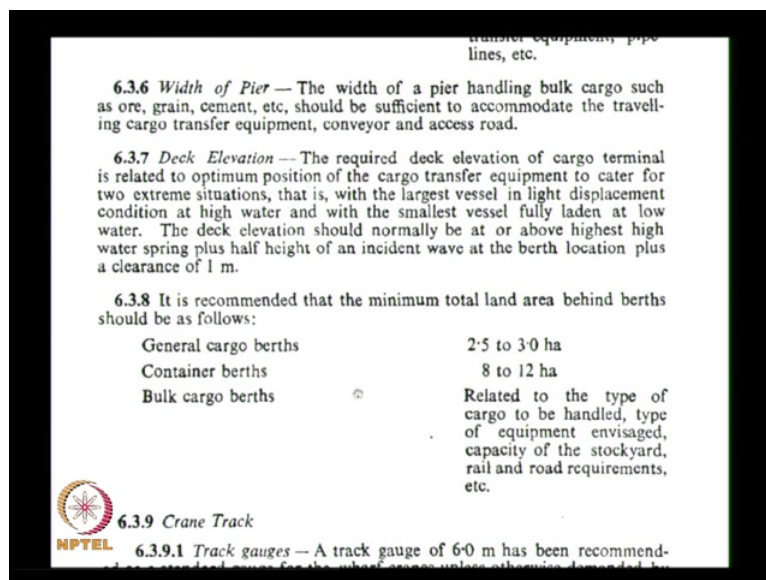 lines, etc.
6.3.6 Width of Pier — The width of a pier handling bulk cargo such
as ore, grain, cement, etc, should be sufficient to accommodate the travell-
ing cargo transfer equipment, conveyor and access road.
6.3.7 Deck Elevation — The required deck elevation of cargo terminal
is related to optimum position of the cargo transfer equipment to cater for
two extreme situations, that is, with the largest vessel in light displacement
condition at high water and with the smallest vessel fully laden at low
water. The deck elevation should normally be at or above highest high
water spring plus half height of an incident wave at the berth location plus
a clearance of 1 m.
6.3.8 It is recommended that the minimum total land area behind berths
should be as follows:
General cargo berths 2·5 to 3·0 ha
Container berths 8 to 12 ha
Bulk cargo berths Related to the type of
cargo to be handled, type
of equipment envisaged,
capacity of the stockyard,
rail and road requirements,
etc.
6.3.9 Crane Track
NPTEL
6.3.9.1 Track gauges — A track gauge of 6·0 m has been recommend-